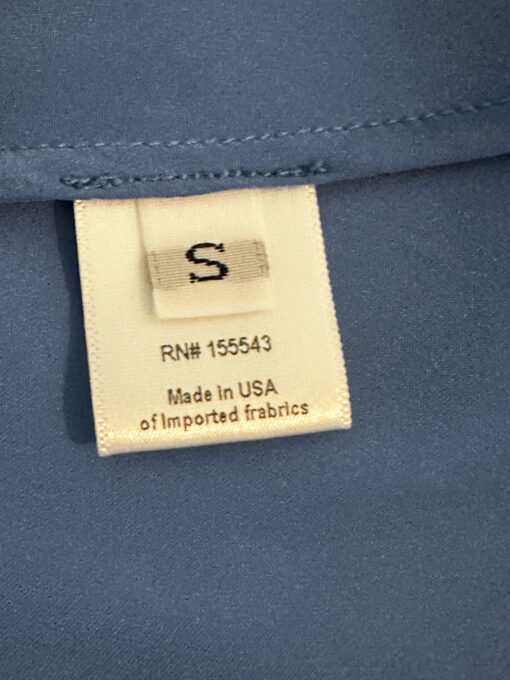 S
RN# 155543
Made in USA
of Imported frabrics